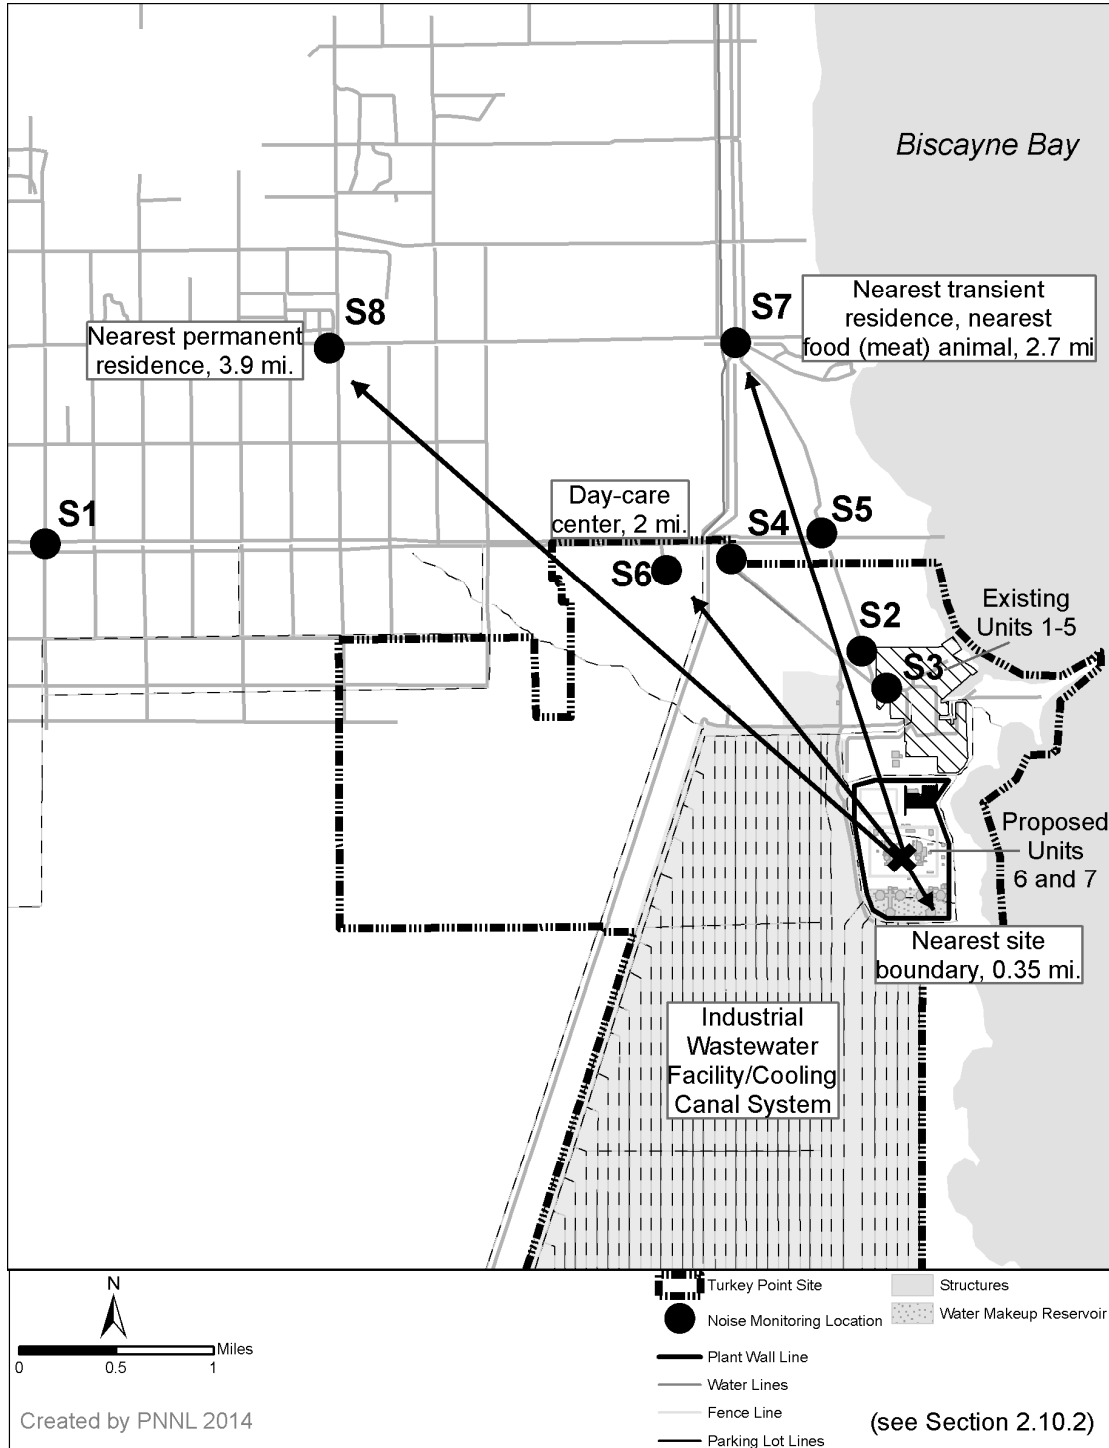 Biscayne Bay
S7
Nearest transient
residence, nearest
food (meat) animal, 2.7 mi
S8
Nearest permanent
residence, 3.9 mi.
S1
Day-care
center, 2 mi.
S4
S5
S6
S2
Existing
Units 1-5
S3
Proposed
Units
6 and 7
Nearest site
boundary, 0.35 mi.
Industrial
Wastewater
Facility/Cooling
Canal System
N
Miles
0 0.5 1
Created by PNNL 2014
Turkey Point Site
Noise Monitoring Location
Plant Wall Line
Water Lines
Fence Line
Parking Lot Lines
Structures
Water Makeup Reservoir
(see Section 2.10.2)